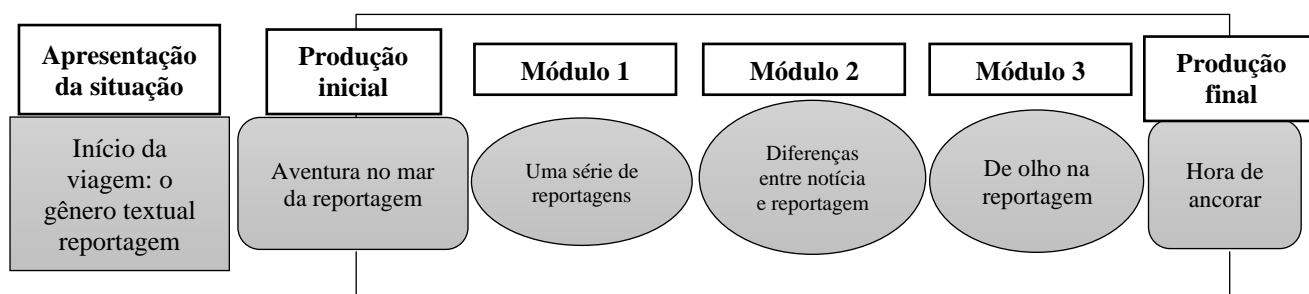 Apresentação
da situação
Início da
viagem: o
gênero textual
reportagem
Produção
inicial
Aventura no mar
da reportagem
Módulo 1
Uma série de
reportagens
Módulo 2
Diferenças
entre notícia
e reportagem
Módulo 3
De olho na
reportagem
Produção
final
Hora de
ancorar